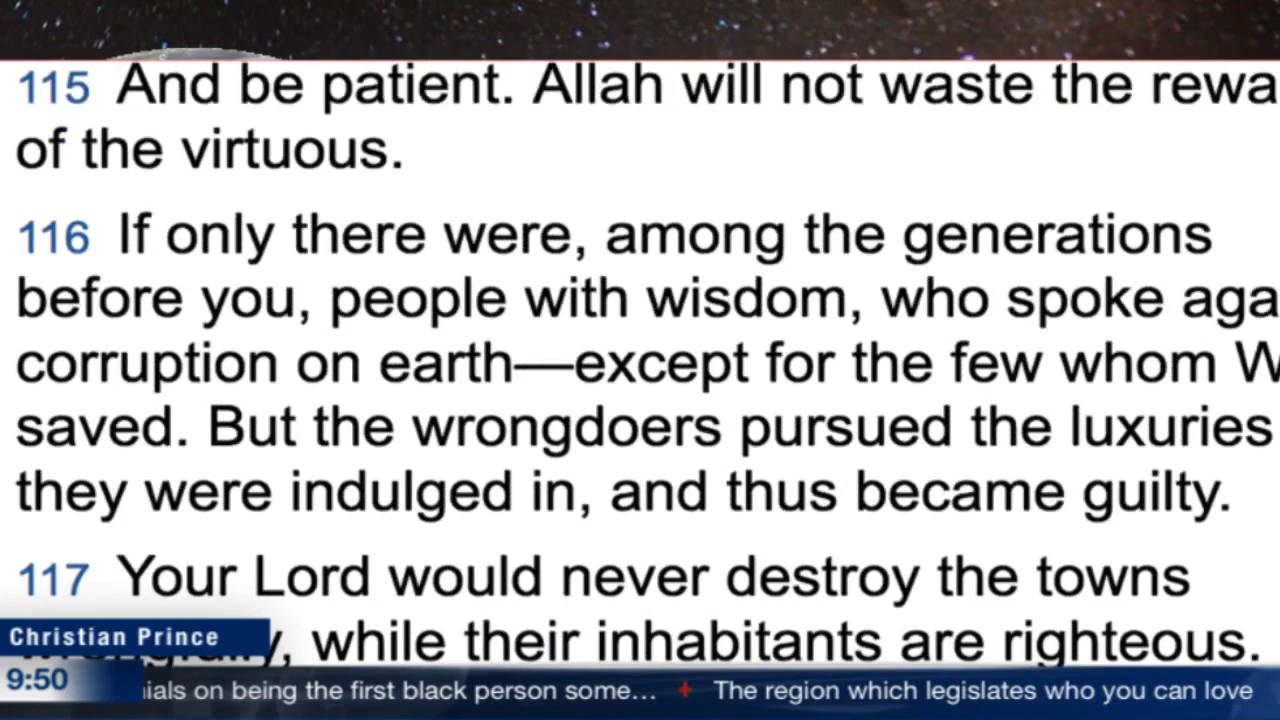 115 And be patient. Allah will not waste the rewa
of the virtuous.
116 If only there were, among the generations
before you, people with wisdom, who spoke aga
corruption on earth—except for the few whom W
saved. But the wrongdoers pursued the luxuries
they were indulged in, and thus became guilty.
117 Your Lord would never destroy the towns
while their inhabitants are righteous.
Christian Prince
9:50
ials on being the first black person some... The region which legislates who you can love